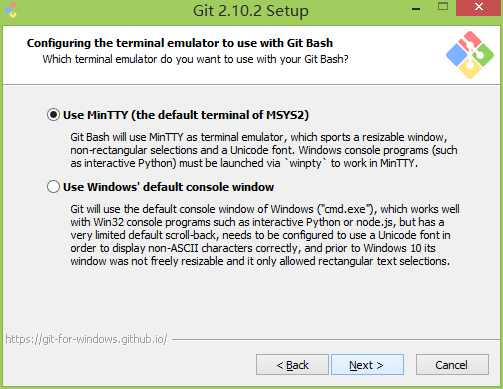 Git 2.10.2 Setup
Configuring the terminal emulator to use with Git Bash
Which terminal emulator do you want to use with your Git Bash?
Use MinTTY (the default terminal of MSYS2)
Git Bash will use MinTTY as terminal emulator, which sports a resizable window,
non-rectangular selections and a Unicode font. Windows console programs (such
as interactive Python) must be launched via `winpty` to work in MinTTY.
Use Windows' default console window
Git will use the default console window of Windows ("cmd.exe"), which works well
with Win32 console programs such as interactive Python or node.js, but has a
very limited default scroll-back, needs to be configured to use a Unicode font in
order to display non-ASCII characters correctly, and prior to Windows 10 its
window was not freely resizable and it only allowed rectangular text selections.
https://git-for-windows.github.io/
< Back
Next >
Cancel